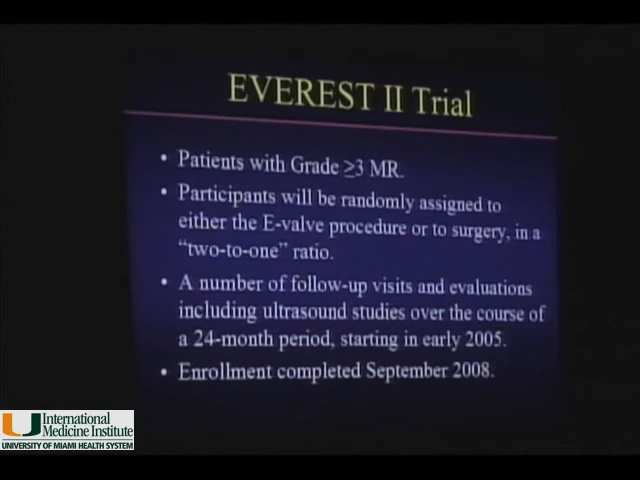 EVEREST II Trial
• Patients with Grade ≥3 MR.
• Participants will be randomly assigned to
either the E-valve procedure or to surgery, in a
“two-to-one” ratio.
• A number of follow-up visits and evaluations
including ultrasound studies over the course of
a 24-month period, starting in early 2005.
• Enrollment completed September 2008.
International
Medicine Institute
UNIVERSITY OF MIAMI HEALTH SYSTEM